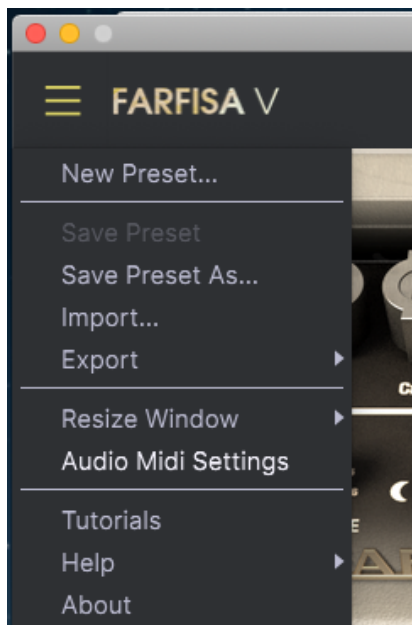 FARFISA V
New Preset...
Save Preset
Save Preset As...
Import...
Export
Resize Window
Audio Midi Settings
Tutorials
Help
About